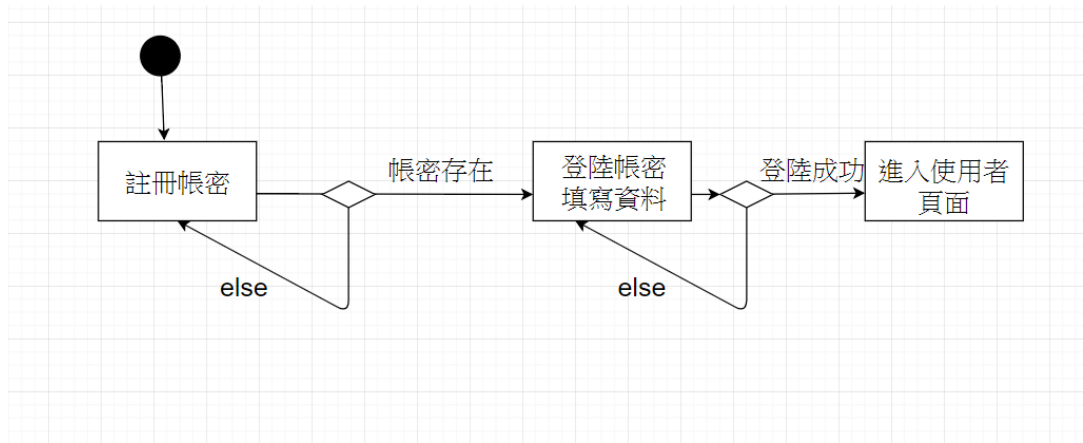 註冊帳密
帳密存在
登陸帳密
填寫資料
登陸成功
進入使用者
頁面
else
else